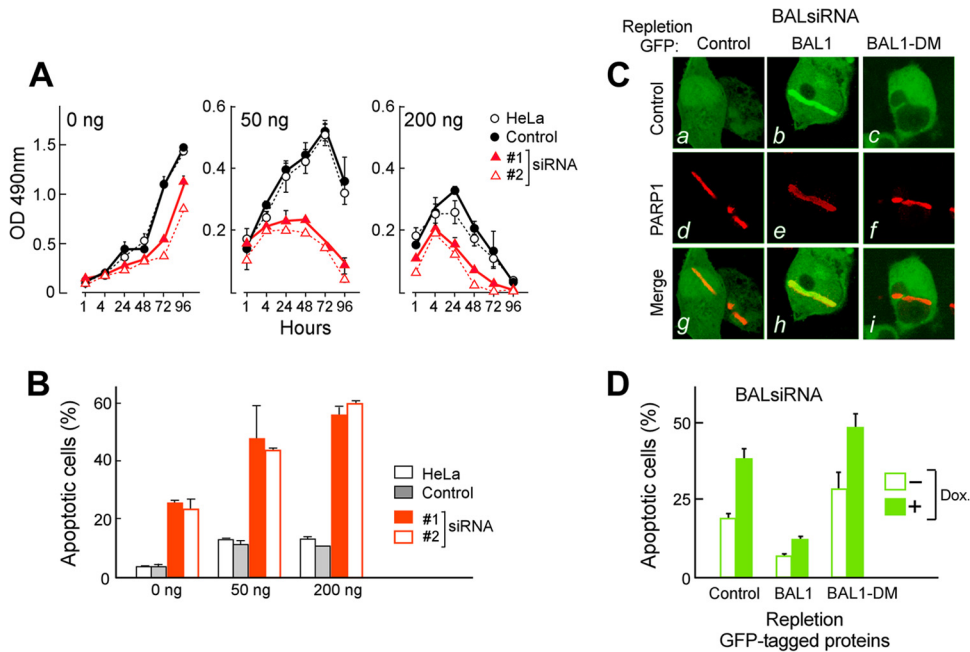 A
0 ng
50 ng
200 ng
OD 490nm
1.5
1.0
0.5
0
0.6
0.4
0.2
0.6
0.4
0.2
1 4 24 48 72 96
1 4 24 48 72 96
1 4 24 48 72 96
Hours
HeLa
Control
#1
#2
siRNA
BALsiRNA
Repletion
GFP:
Control
BAL1
BAL1-DM
C
Control
PARP1
Merge
a
b
c
d
e
f
g
h
i
B
Apoptotic cells (%)
60
40
20
0
0 ng
50 ng
200 ng
HeLa
Control
#1
#2
siRNA
D
BALsiRNA
Apoptotic cells (%)
50
25
0
Control
BAL1
BAL1-DM
−
+
Dox.
Repletion
GFP-tagged proteins